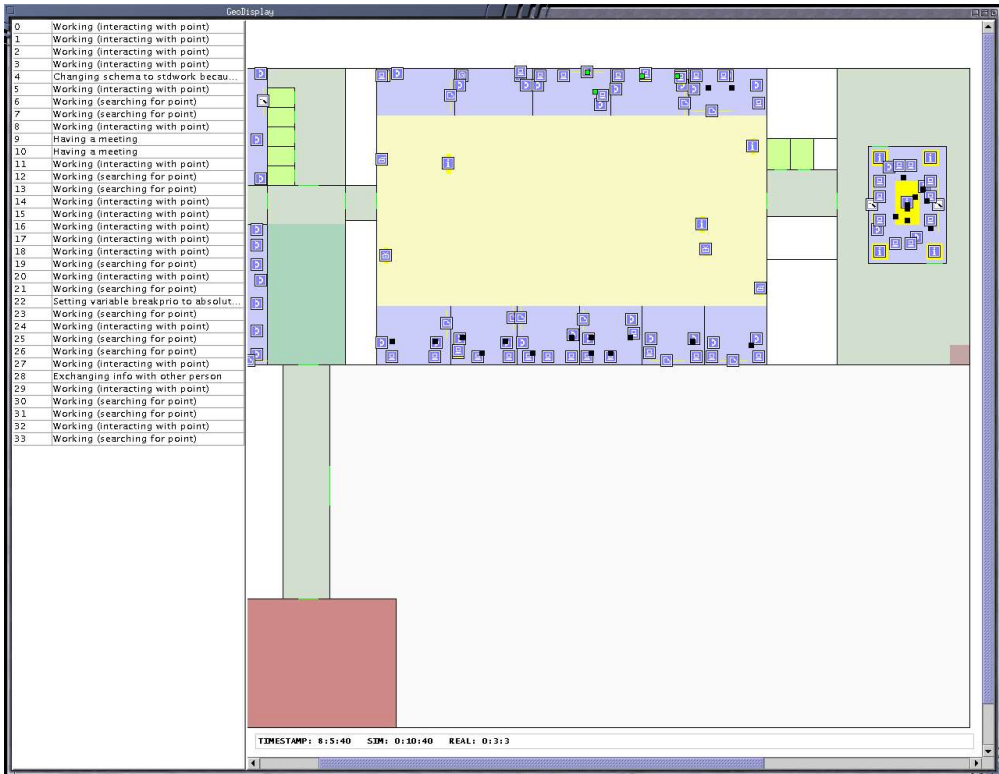 GeoDisplay
0 Working (interacting with point)
1 Working (interacting with point)
2 Working (interacting with point)
3 Working (interacting with point)
4 Changing schema to stdwork becau...
5 Working (interacting with point)
6 Working (searching for point)
7 Working (searching for point)
8 Working (interacting with point)
9 Having a meeting
10 Having a meeting
11 Working (interacting with point)
12 Working (searching for point)
13 Working (searching for point)
14 Working (interacting with point)
15 Working (interacting with point)
16 Working (interacting with point)
17 Working (interacting with point)
18 Working (interacting with point)
19 Working (searching for point)
20 Working (interacting with point)
21 Working (searching for point)
22 Setting variable breakprio to absolut...
23 Working (searching for point)
24 Working (interacting with point)
25 Working (searching for point)
26 Working (searching for point)
27 Working (interacting with point)
28 Exchanging info with other person
29 Working (interacting with point)
30 Working (searching for point)
31 Working (searching for point)
32 Working (interacting with point)
33 Working (searching for point)
TIMESTAMP: 8:5:40 SIM: 0:10:40 REAL: 0:3:3